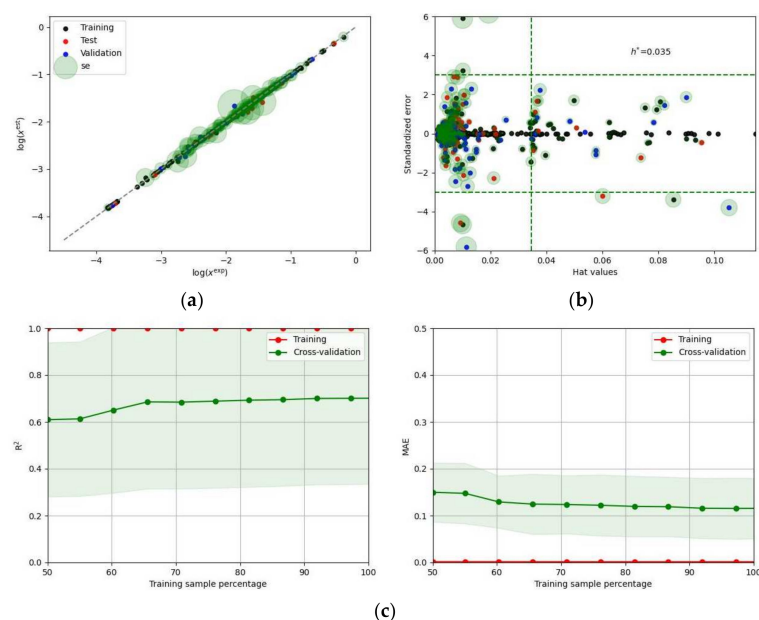 0
−1
−2
−3
−4
log(x^est)
Training
Test
Validation
se
−4 −3 −2 −1 0
log(x^exp)
(a)
6
4
2
0
−2
−4
−6
Standardized error
h*=0.035
0.00 0.02 0.04 0.06 0.08 0.10
Hat values
(b)
1.0
0.8
0.6
0.4
0.2
0.0
R²
Training
Cross-validation
50 60 70 80 90 100
Training sample percentage
0.5
0.4
0.3
0.2
0.1
0.0
MAE
Training
Cross-validation
50 60 70 80 90 100
Training sample percentage
(c)